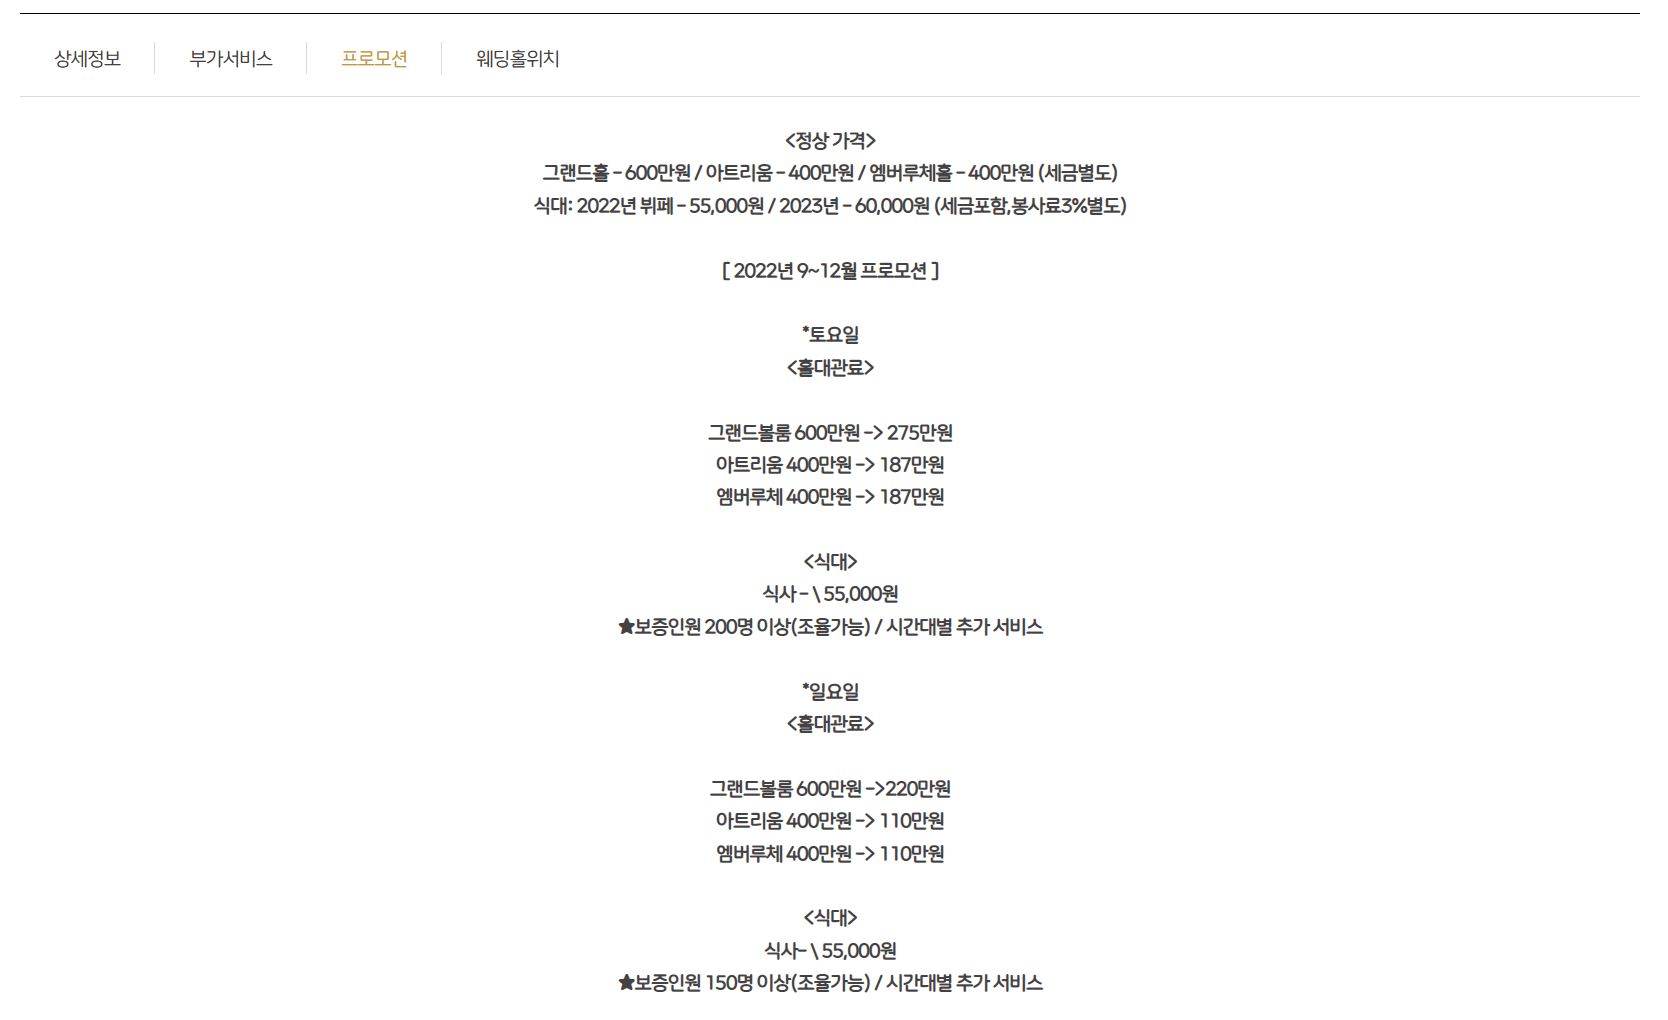 상세정보 부가서비스 프로모션 웨딩홀위치
<정상 가격>
그랜드홀 - 600만원 / 아트리움 - 400만원 / 엠버루체홀 - 400만원 (세금별도)
식대: 2022년 뷔페 - 55,000원 / 2023년 - 60,000원 (세금포함,봉사료3%별도)
[ 2022년 9~12월 프로모션 ]
*토요일
<홀대관료>
그랜드볼룸 600만원 -> 275만원
아트리움 400만원 -> 187만원
엠버루체 400만원 -> 187만원
<식대>
식사 - \ 55,000원
★보증인원 200명 이상(조율가능) / 시간대별 추가 서비스
*일요일
<홀대관료>
그랜드볼룸 600만원 ->220만원
아트리움 400만원 -> 110만원
엠버루체 400만원 -> 110만원
<식대>
식사- \ 55,000원
★보증인원 150명 이상(조율가능) / 시간대별 추가 서비스